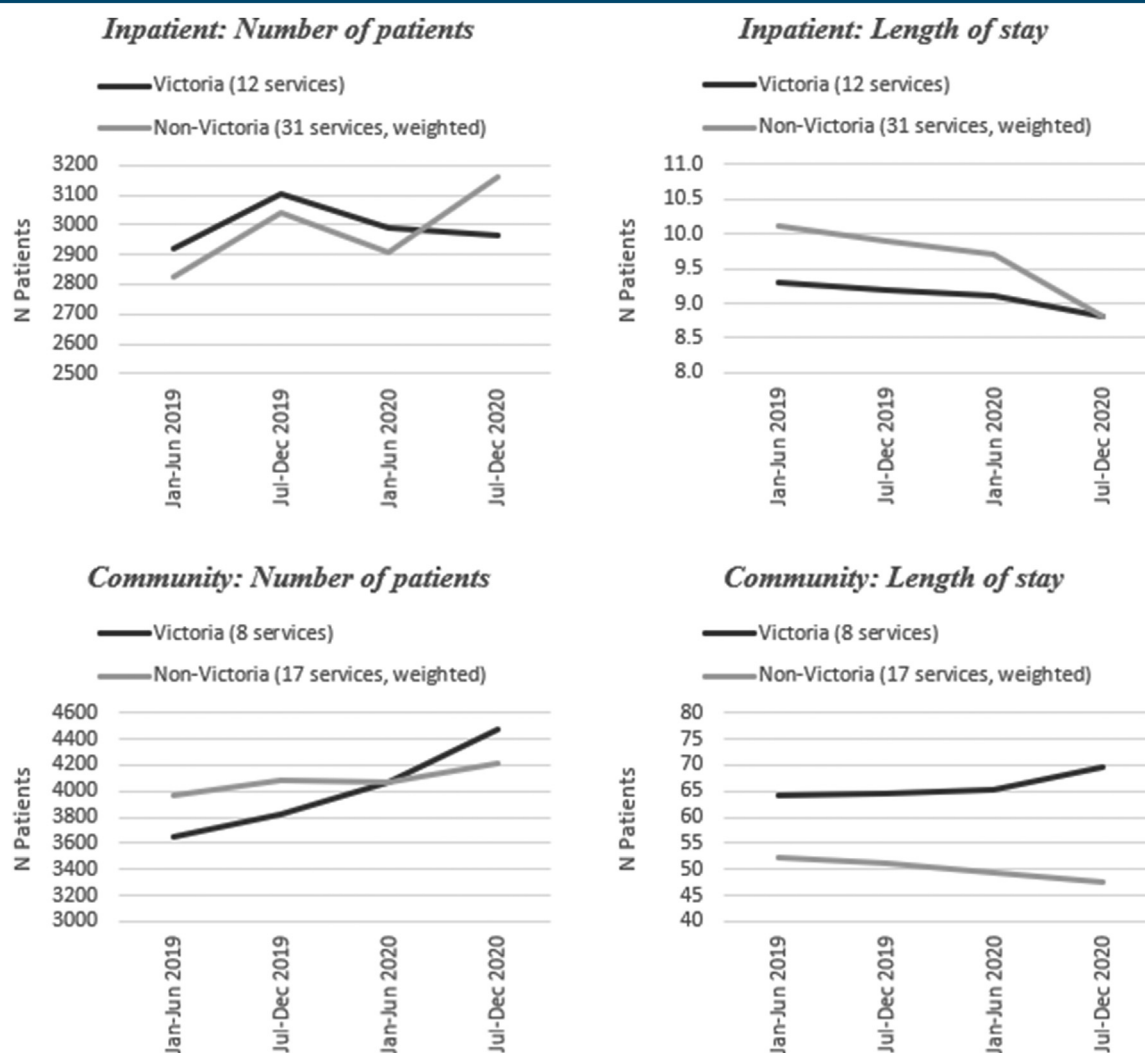 Inpatient: Number of patients
Victoria (12 services)
Non-Victoria (31 services, weighted)
N Patients
3200
3100
3000
2900
2800
2700
2600
2500
Jan-Jun 2019
Jul-Dec 2019
Jan-Jun 2020
Jul-Dec 2020
Inpatient: Length of stay
Victoria (12 services)
Non-Victoria (31 services, weighted)
N Patients
11.0
10.5
10.0
9.5
9.0
8.5
8.0
Jan-Jun 2019
Jul-Dec 2019
Jan-Jun 2020
Jul-Dec 2020
Community: Number of patients
Victoria (8 services)
Non-Victoria (17 services, weighted)
N Patients
4600
4400
4200
4000
3800
3600
3400
3200
3000
Jan-Jun 2019
Jul-Dec 2019
Jan-Jun 2020
Jul-Dec 2020
Community: Length of stay
Victoria (8 services)
Non-Victoria (17 services, weighted)
N Patients
80
75
70
65
60
55
50
45
40
Jan-Jun 2019
Jul-Dec 2019
Jan-Jun 2020
Jul-Dec 2020